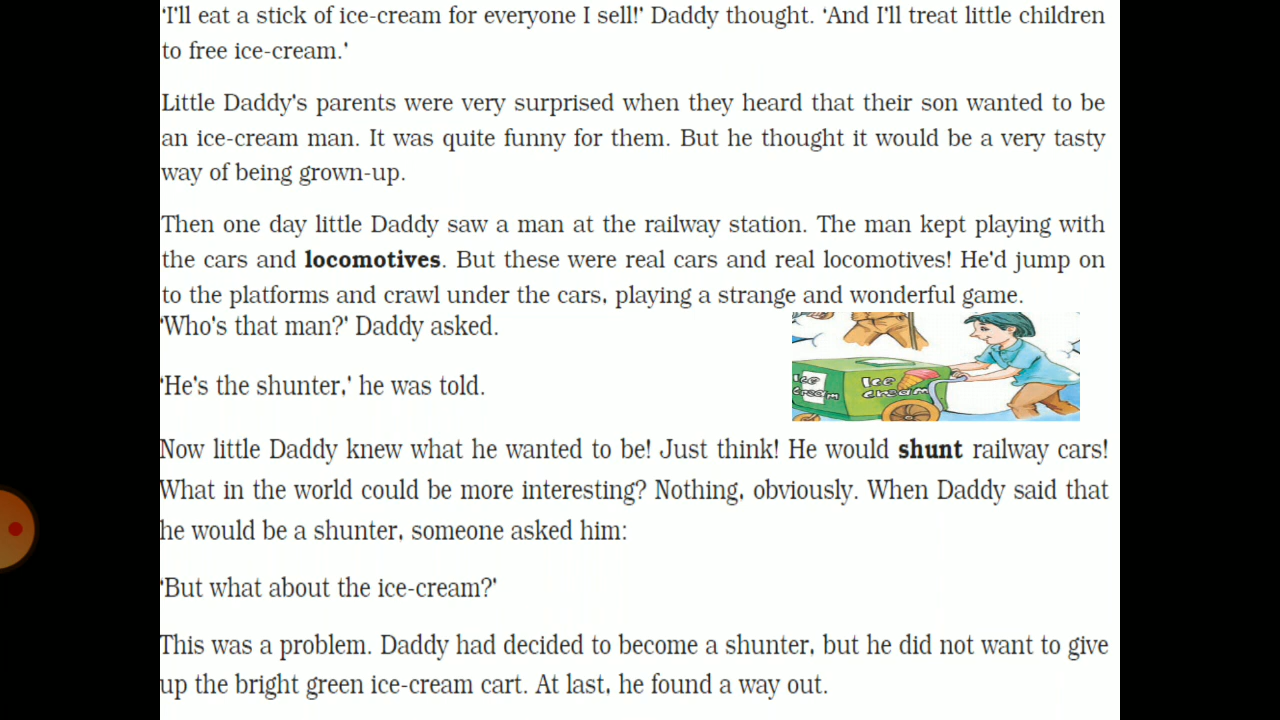 'I'll eat a stick of ice-cream for everyone I sell!' Daddy thought. 'And I'll treat little children
to free ice-cream.'
Little Daddy's parents were very surprised when they heard that their son wanted to be
an ice-cream man. It was quite funny for them. But he thought it would be a very tasty
way of being grown-up.
Then one day little Daddy saw a man at the railway station. The man kept playing with
the cars and locomotives. But these were real cars and real locomotives! He'd jump on
to the platforms and crawl under the cars, playing a strange and wonderful game.
'Who's that man?' Daddy asked.
'He's the shunter,' he was told.
Ice
cream
Ice
cream
Now little Daddy knew what he wanted to be! Just think! He would shunt railway cars!
What in the world could be more interesting? Nothing, obviously. When Daddy said that
he would be a shunter, someone asked him:
'But what about the ice-cream?'
This was a problem. Daddy had decided to become a shunter, but he did not want to give
up the bright green ice-cream cart. At last, he found a way out.